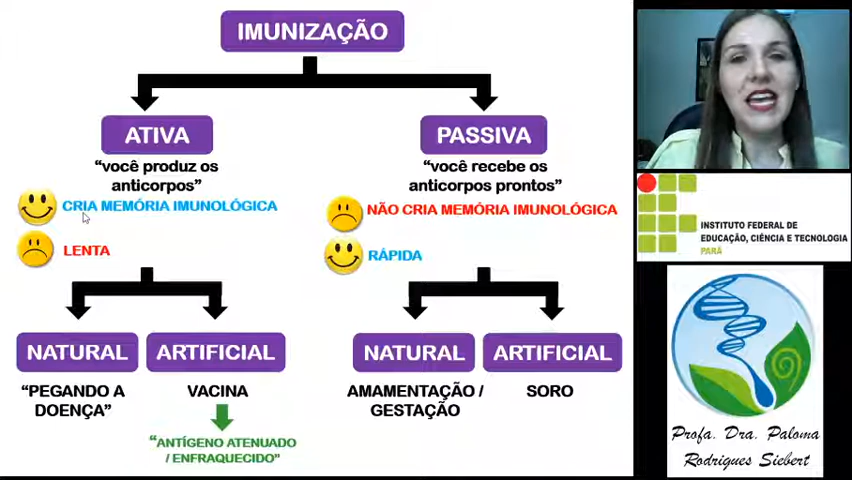 IMUNIZAÇÃO
ATIVA
"você produz os
anticorpos"
CRIA MEMÓRIA IMUNOLÓGICA
LENTA
PASSIVA
"você recebe os
anticorpos prontos"
NÃO CRIA MEMÓRIA IMUNOLÓGICA
RÁPIDA
NATURAL
"PEGANDO A
DOENÇA"
ARTIFICIAL
VACINA
"ANTÍGENO ATENUADO
/ ENFRAQUECIDO"
NATURAL
AMAMENTAÇÃO /
GESTAÇÃO
ARTIFICIAL
SORO
INSTITUTO FEDERAL DE
EDUCAÇÃO, CIÊNCIA E TECNOLOGIA
PARÁ
Profa. Dra. Paloma
Rodrigues Siebert